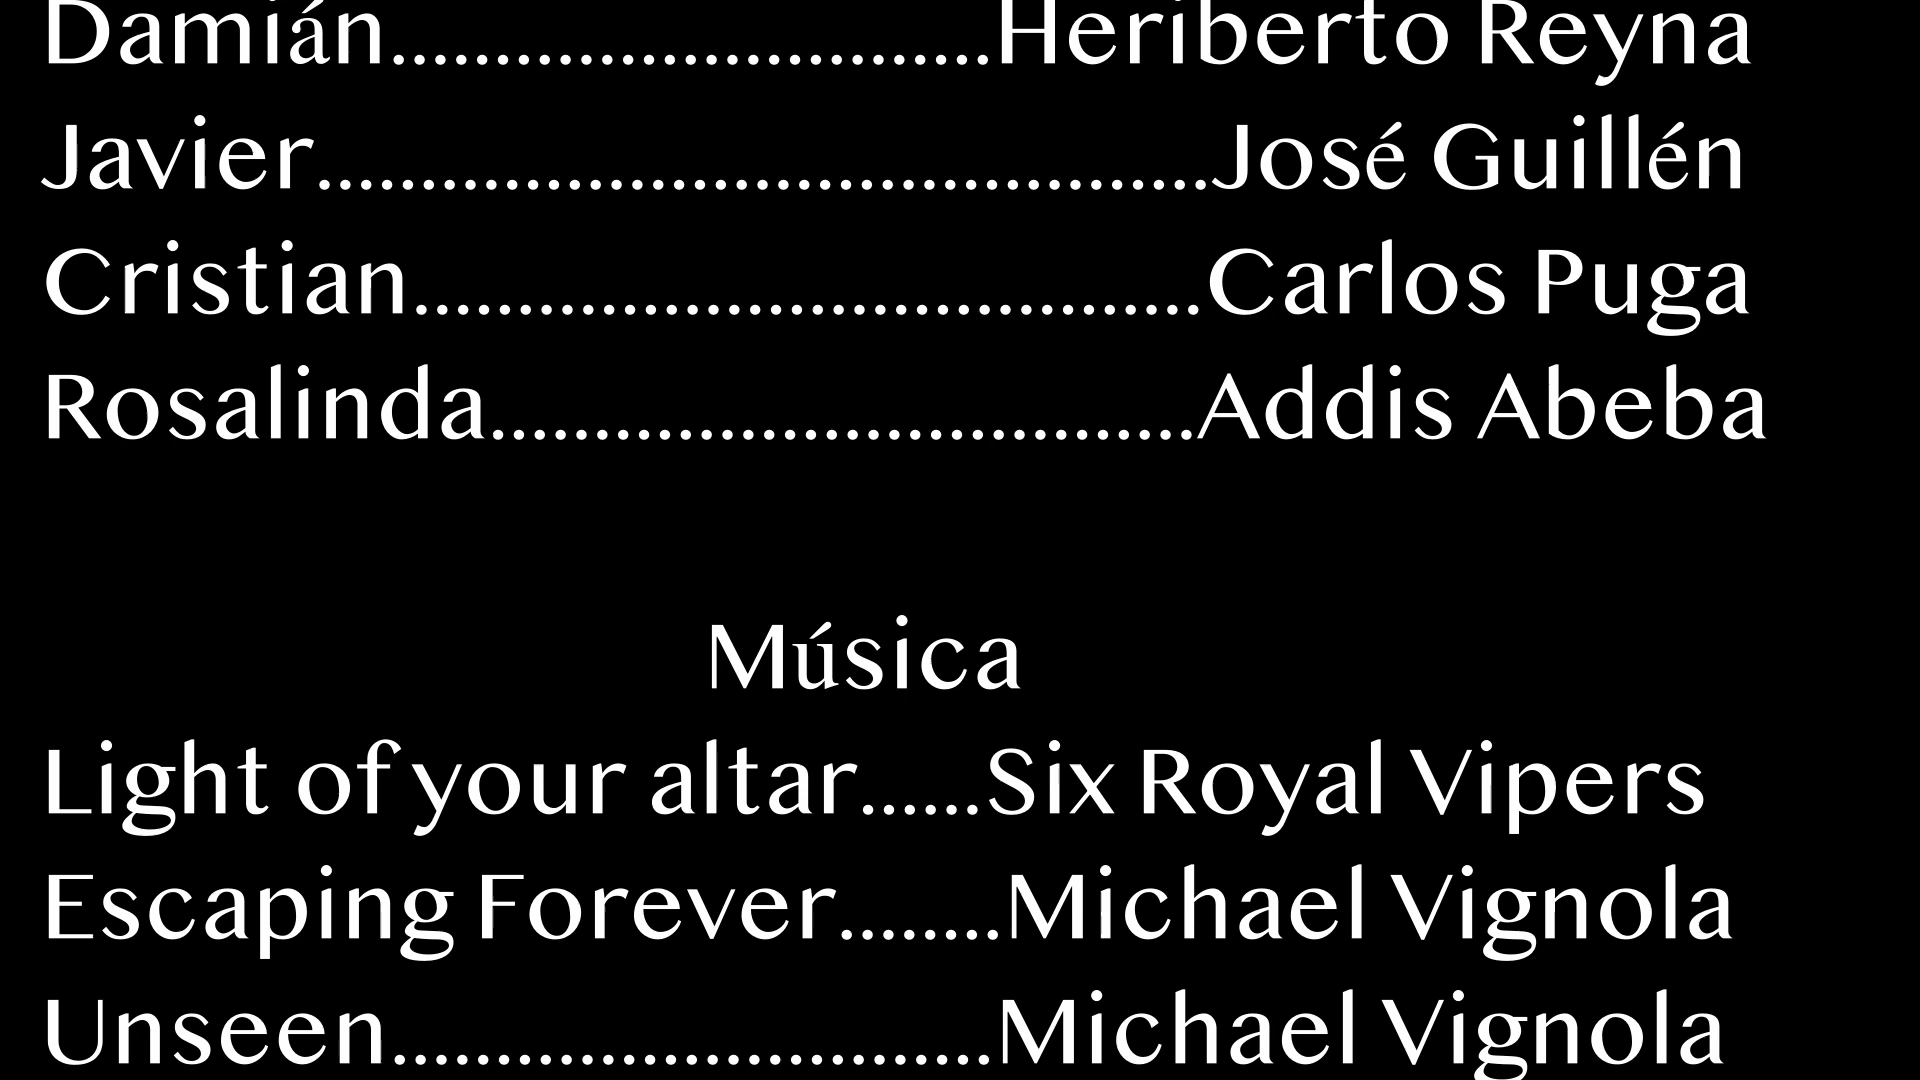 Damián.............................Heriberto Reyna
Javier...........................................José Guillén
Cristian......................................Carlos Puga
Rosalinda..................................Addis Abeba
Música
Light of your altar......Six Royal Vipers
Escaping Forever........Michael Vignola
Unseen.............................Michael Vignola